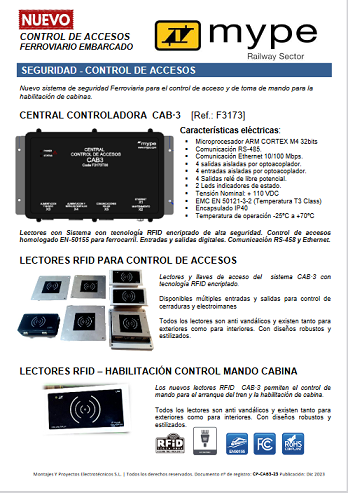 NUEVO
CONTROL DE ACCESOS
FERROVIARIO EMBARCADO
mype
Railway Sector
SEGURIDAD - CONTROL DE ACCESOS
Nuevo sistema de seguridad Ferroviaria para el control de acceso y de toma de mando para la
habilitación de cabinas.
CENTRAL CONTROLADORA CAB-3 [Ref.: F3173]
mype
CENTRAL
CONTROL DE ACCESOS
CAB3
Características eléctricas:
• Microprocesador ARM CORTEX M4 32bits
• Comunicación RS-485.
• Comunicación Ethernet 10/100 Mbps.
• 4 salidas aisladas por optoacoplador.
• 4 entradas aisladas por optoacoplador.
• 4 Salidas relé de libre potencial.
• 2 Leds indicadores de estado.
• Tensión Nominal: + 110 VDC
• EMC EN 50121-3-2 (Temperatura T3 Class)
• Encapsulado IP40
• Temperatura de operación -25ºC a +70ºC
Lectores con Sistema con tecnología RFID encriptado de alta seguridad. Control de accesos
homologado EN-50155 para ferrocarril. Entradas y salidas digitales. Comunicación RS-458 y Ethernet.
LECTORES RFID PARA CONTROL DE ACCESOS
Lectores y llaves de acceso del sistema CAB-3 con
tecnología RFID encriptado.
Disponibles múltiples entradas y salidas para control de
cerraduras y electroimanes
Todos los lectores son anti vandálicos y existen tanto para
exteriores como para interiores. Con diseños robustos y
estilizados.
LECTORES RFID – HABILITACIÓN CONTROL MANDO CABINA
Los nuevos lectores RFID CAB-3 permiten el control de
mando para el arranque del tren y la habilitación de cabina.
Todos los lectores son anti vandálicos y existen tanto para
exteriores como para interiores. Con diseños robustos y
estilizados.
RFID
EN50155
FC
RoHS
Montajes Y Proyectos Electrotécnicos S.L. | Todos los derechos reservados. Documento nº de registro: CP-CAB3-23 Publicación: Dic 2023